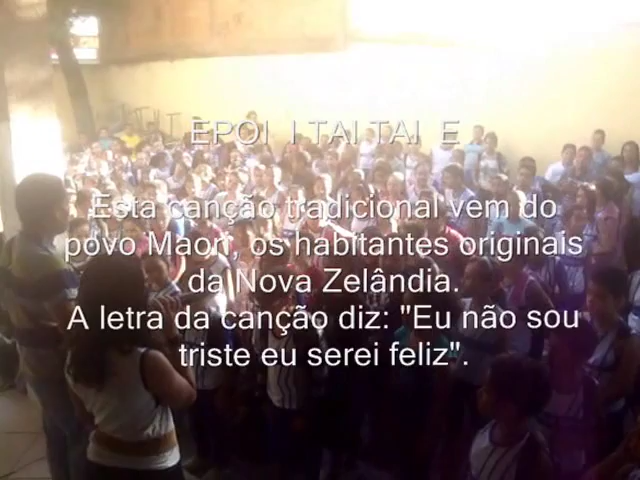 EPOI I TAI TAI E
Esta canção tradicional vem do
povo Maori, os habitantes originais
da Nova Zelândia.
A letra da canção diz: "Eu não sou
triste eu serei feliz".